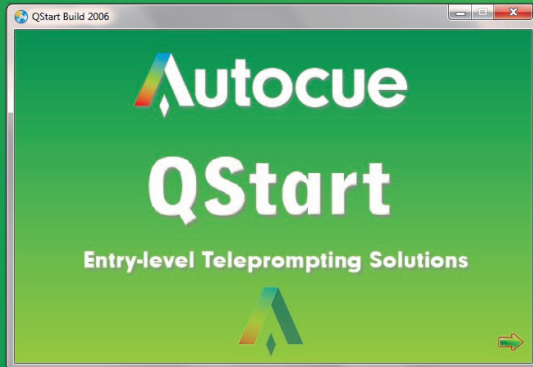 QStart Build 2006
Autocue
QStart
Entry-level Teleprompting Solutions